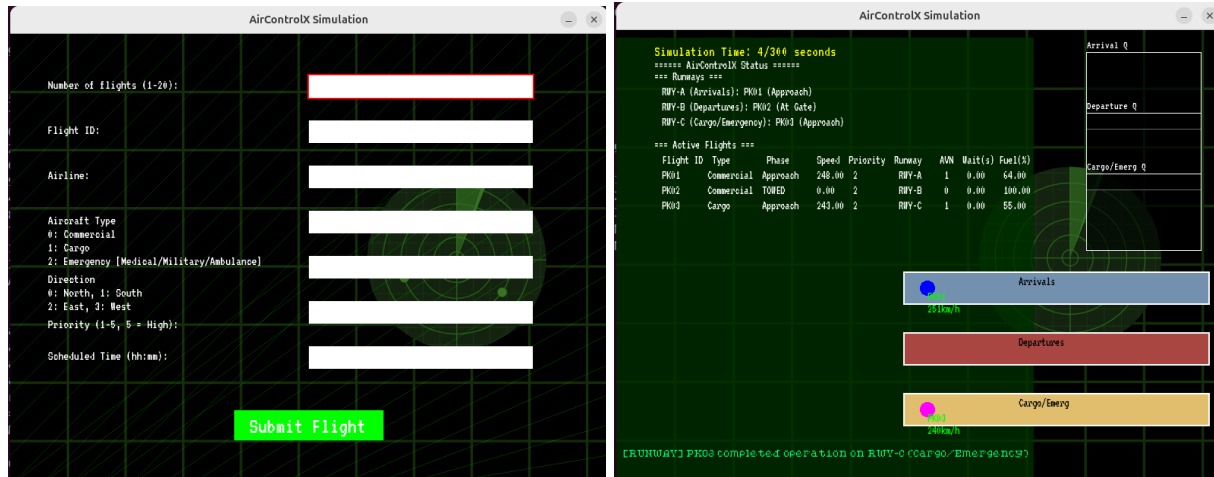 AirControlX Simulation
Number of flights (1-20):
Flight ID:
Airline:
Aircraft Type
0: Commercial
1: Cargo
2: Emergency [Medical/Military/Ambulance]
Direction
0: North, 1: South
2: East, 3: West
Priority (1-5, 5 = High):
Scheduled Time (hh:mm):
Submit Flight
AirControlX Simulation
Simulation Time: 4/300 seconds
====== AirControlX Status ======
=== Runways ===
RWY-A (Arrivals): PK01 (Approach)
RWY-B (Departures): PK02 (At Gate)
RWY-C (Cargo/Emergency): PK03 (Approach)
=== Active Flights ===
Flight ID Type Phase Speed Priority Runway AVN Wait(s) Fuel(%)
PK01 Commercial Approach 248.00 2 RWY-A 1 0.00 64.00
PK02 Commercial TOWED 0.00 2 RWY-B 0 0.00 100.00
PK03 Cargo Approach 243.00 2 RWY-C 1 0.00 55.00
Arrival Q
Departure Q
Cargo/Emerg Q
Arrivals
251km/h
Departures
Cargo/Emerg
PK03
240km/h
[RUNWAY] PK03 completed operation on RWY-C (Cargo/Emergency)